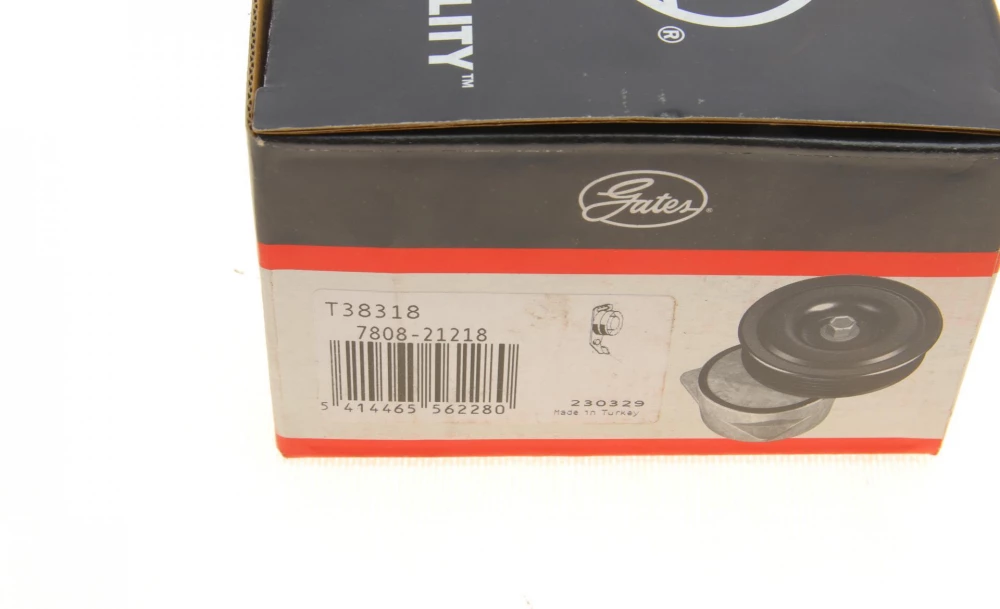 LITY™
®
Gates®
T38318
7808-21218
5 414465 562280
230329
Made in Turkey